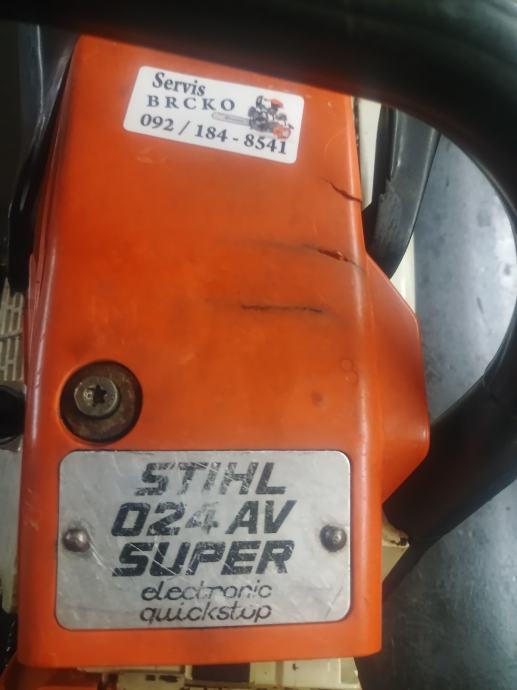 Servis
BRCKO
092 / 184 - 8541
STIHL
024 AV
SUPER
electronic
quickstop